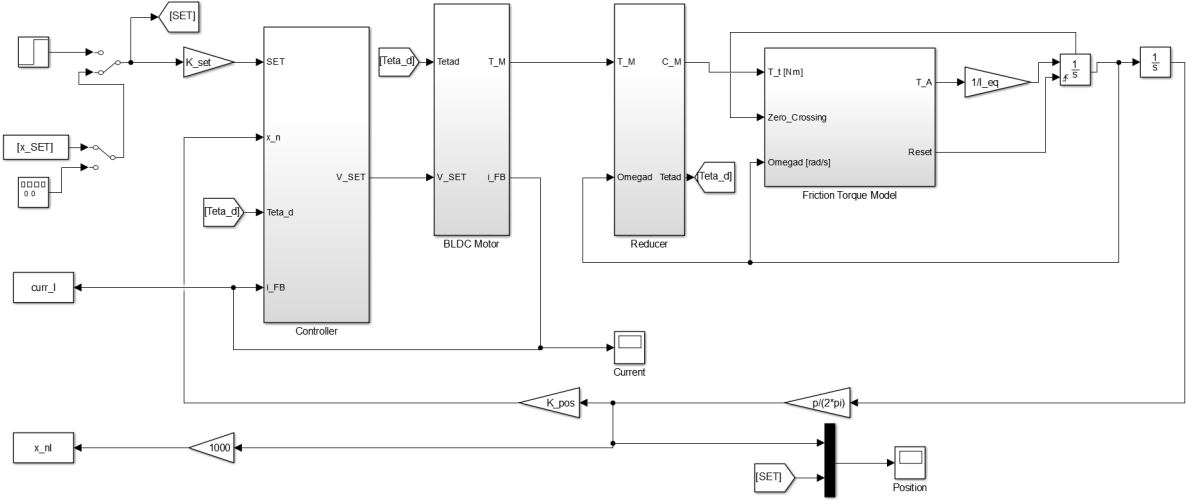 [SET]
K_set
[x_SET]
SET
x_n
[Teta_d]
Teta_d
i_FB
V_SET
Controller
[Teta_d]
Tetad
T_M
V_SET
i_FB
BLDC Motor
T_M
C_M
Omegad
Tetad
Reducer
[Teta_d]
T_t [Nm]
T_A
Zero_Crossing
Reset
Omegad [rad/s]
Friction Torque Model
1/I_eq
1
s
1
s
curr_I
Current
K_pos
p/(2*pi)
x_nl
1000
[SET]
Position